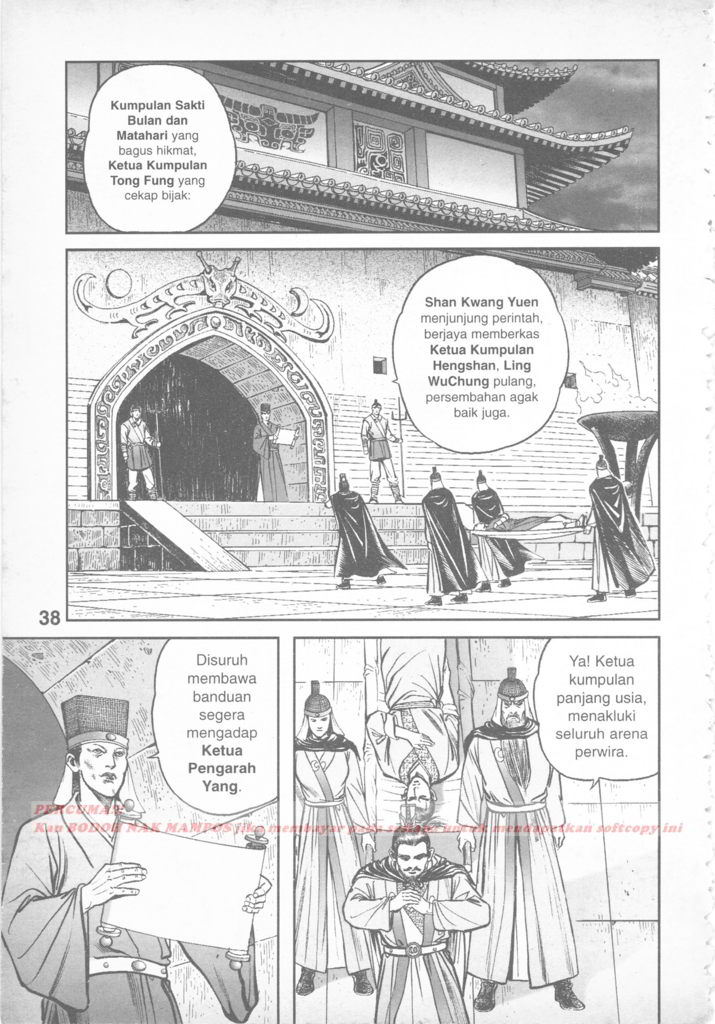 Kumpulan Sakti
Bulan dan
Matahari yang
bagus hikmat,
Ketua Kumpulan
Tong Fung yang
cekap bijak:
Shan Kwang Yuen
menjunjung perintah,
berjaya memberkas
Ketua Kumpulan
Hengshan, Ling
WuChung pulang,
persembahan agak
baik juga.
38
Disuruh
membawa
banduan
segera
mengadap
Ketua
Pengarah
Yang.
Ya! Ketua
kumpulan
panjang usia,
menakluki
seluruh arena
perwira.
PERCUMA!!
Kau BODOH NAK MAMPOS jika membayar pada sesiapa untuk mendapatkan softcopy ini